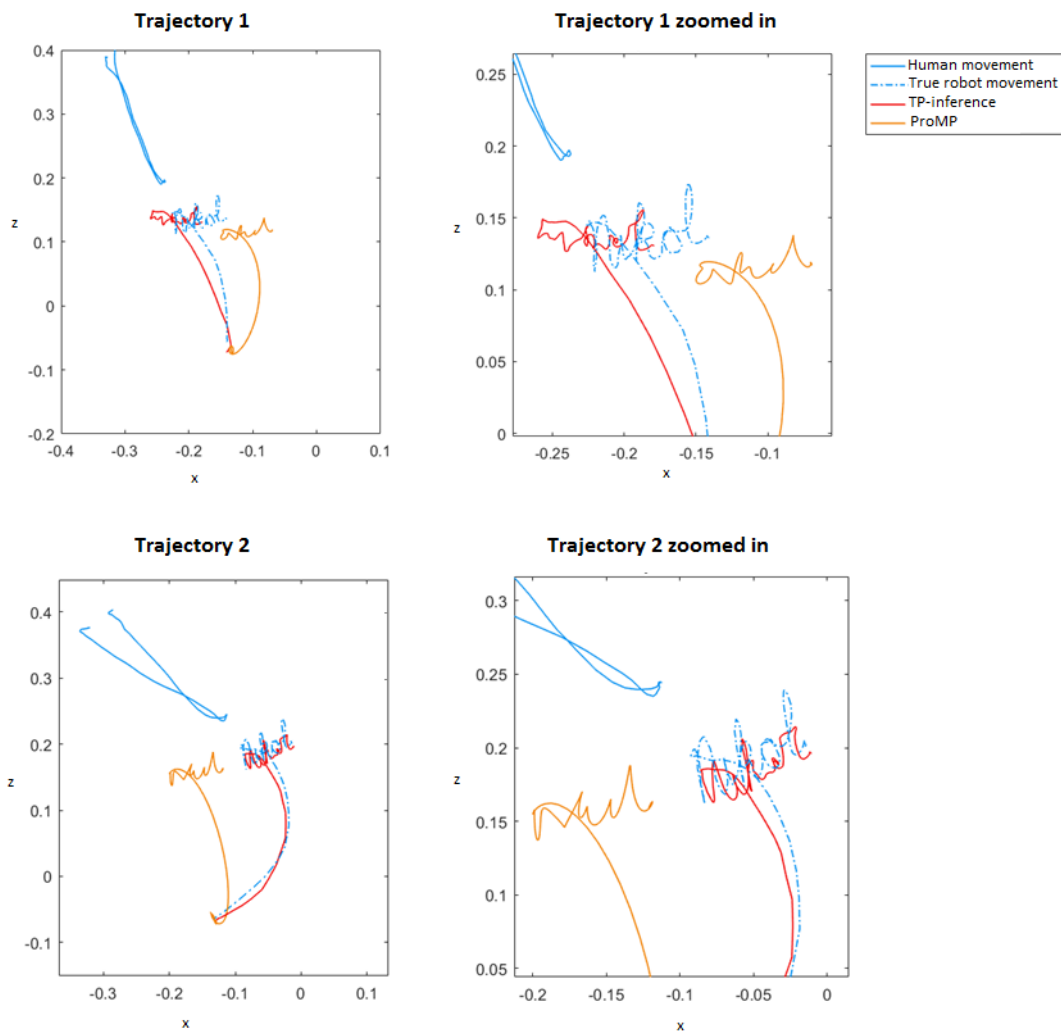 Trajectory 1
0.4
0.3
0.2
0.1
0
-0.1
-0.2
z
-0.4 -0.3 -0.2 -0.1 0 0.1
x
Trajectory 1 zoomed in
0.25
0.2
0.15
0.1
0.05
0
z
-0.25 -0.2 -0.15 -0.1
x
Human movement
True robot movement
TP-inference
ProMP
Trajectory 2
0.4
0.3
0.2
0.1
0
-0.1
z
-0.3 -0.2 -0.1 0 0.1
x
Trajectory 2 zoomed in
0.3
0.25
0.2
0.15
0.1
0.05
z
-0.2 -0.15 -0.1 -0.05 0
x